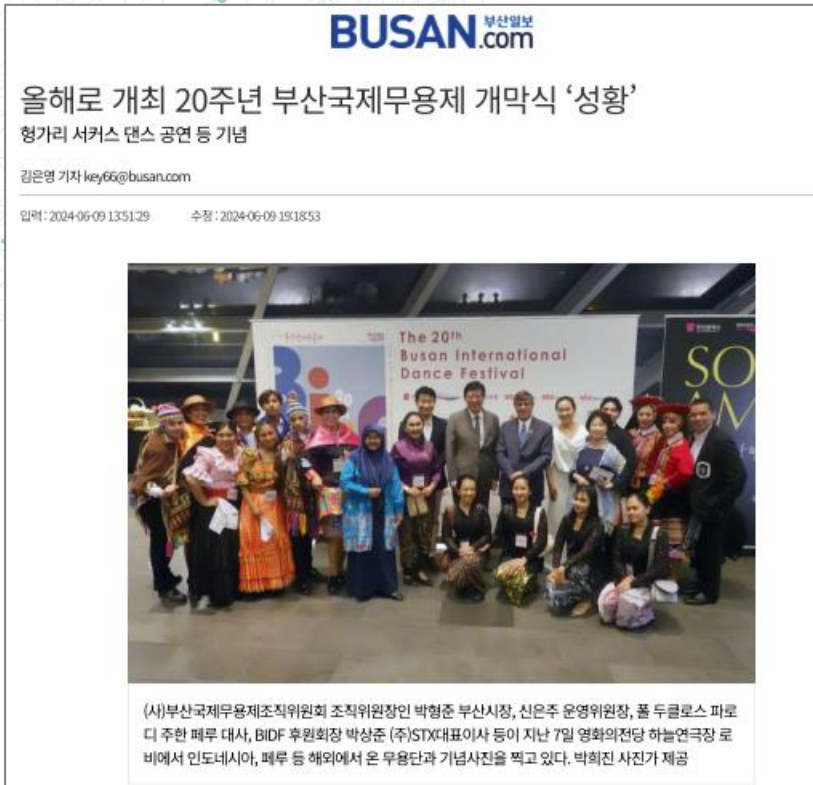 BUSAN.com 부산일보
올해로 개최 20주년 부산국제무용제 개막식 ‘성황’
헝가리 서커스 댄스 공연 등 기념
김은영 기자 key66@busan.com
입력 : 2024-06-09 13:51:29 수정 : 2024-06-09 19:18:53
The 20th
Busan International
Dance Festival
SO
AM
(사)부산국제무용제조직위원회 조직위원장인 박형준 부산시장, 신은주 운영위원장, 폴 두클로스 파로
디 주한 페루 대사, BIDF 후원회장 박상준 (주)STX대표이사 등이 지난 7일 영화의전당 하늘연극장 로
비에서 인도네시아, 페루 등 해외에서 온 무용단과 기념사진을 찍고 있다. 박희진 사진가 제공